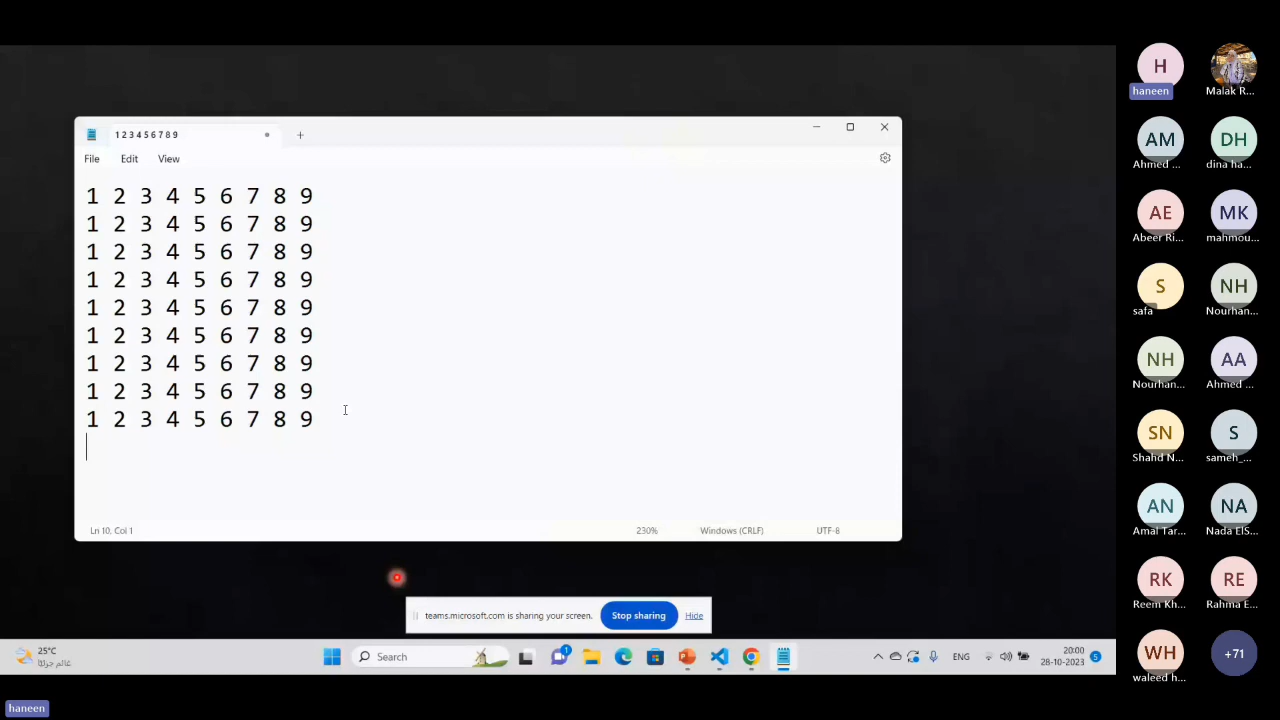 1 2 3 4 5 6 7 8 9
File Edit View
1 2 3 4 5 6 7 8 9
1 2 3 4 5 6 7 8 9
1 2 3 4 5 6 7 8 9
1 2 3 4 5 6 7 8 9
1 2 3 4 5 6 7 8 9
1 2 3 4 5 6 7 8 9
1 2 3 4 5 6 7 8 9
1 2 3 4 5 6 7 8 9
1 2 3 4 5 6 7 8 9
Ln 10, Col 1 230% Windows (CRLF) UTF-8
teams.microsoft.com is sharing your screen. Stop sharing Hide
25°C
غائم جزئيًا
Search
1
ENG
20:00
28-10-2023
5
haneen
H
haneen
Malak R...
AM
Ahmed ...
DH
dina ha...
AE
Abeer Ri...
MK
mahmou...
S
safa
NH
Nourhan...
NH
Nourhan...
AA
Ahmed ...
SN
Shahd N...
S
sameh_...
AN
Amal Tar...
NA
Nada ElS...
RK
Reem Kh...
RE
Rahma E...
WH
waleed h...
+71